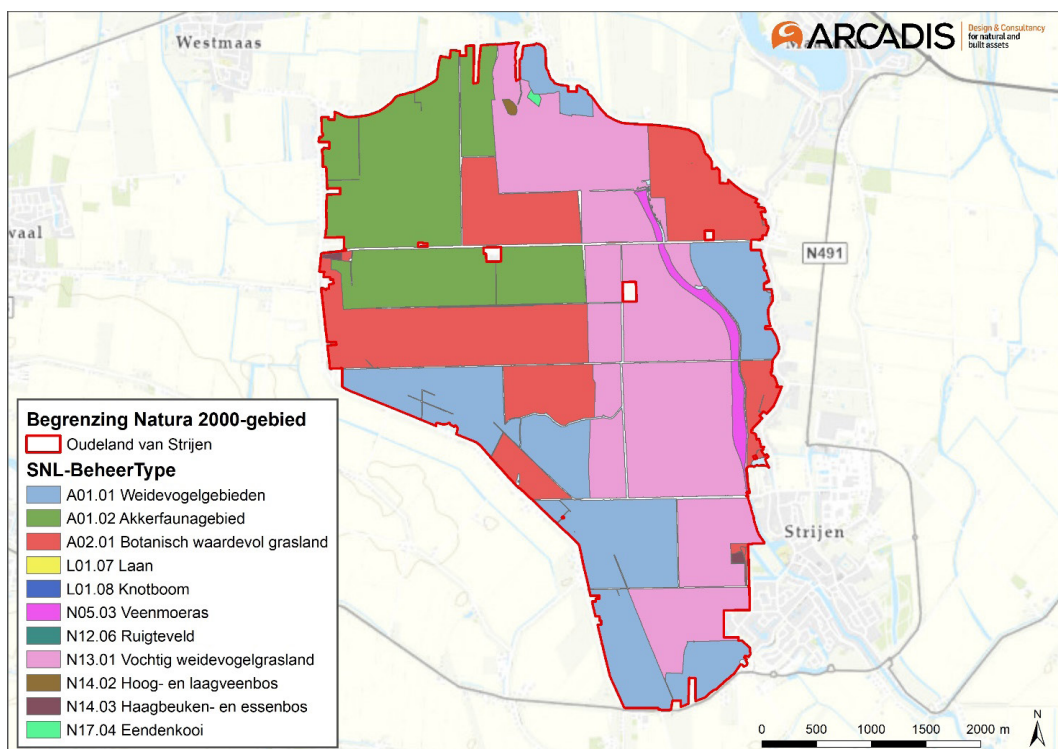 Westmaas
ARCADIS
Design & Consultancy
for natural and
built assets
waal
N491
Begrenzing Natura 2000-gebied
Oudeland van Strijen
SNL-BeheerType
A01.01 Weidevogelgebieden
A01.02 Akkerfaunagebied
A02.01 Botanisch waardevol grasland
L01.07 Laan
L01.08 Knotboom
N05.03 Veenmoeras
N12.06 Ruigteveld
N13.01 Vochtig weidevogelgrasland
N14.02 Hoog- en laagveenbos
N14.03 Haagbeuken- en essenbos
N17.04 Eendenkooi
Strijen
0 500 1000 1500 2000 m
N